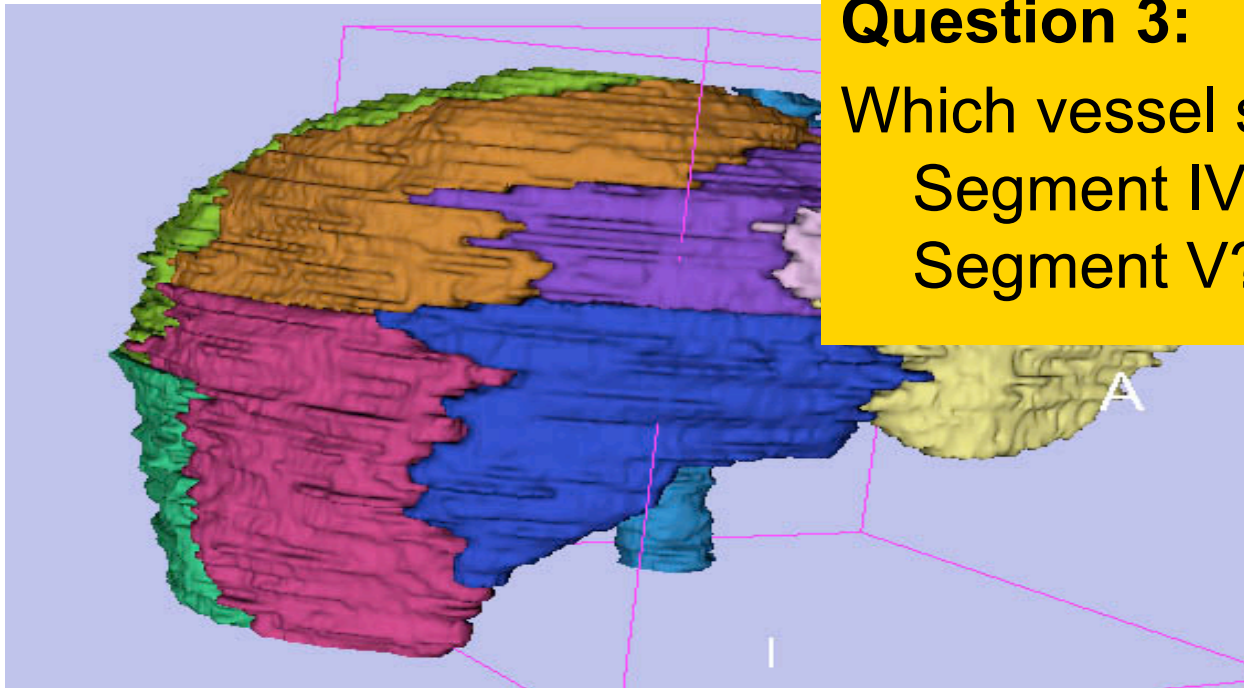 Question 3:
Which vessel
Segment IV
Segment V?
A
I